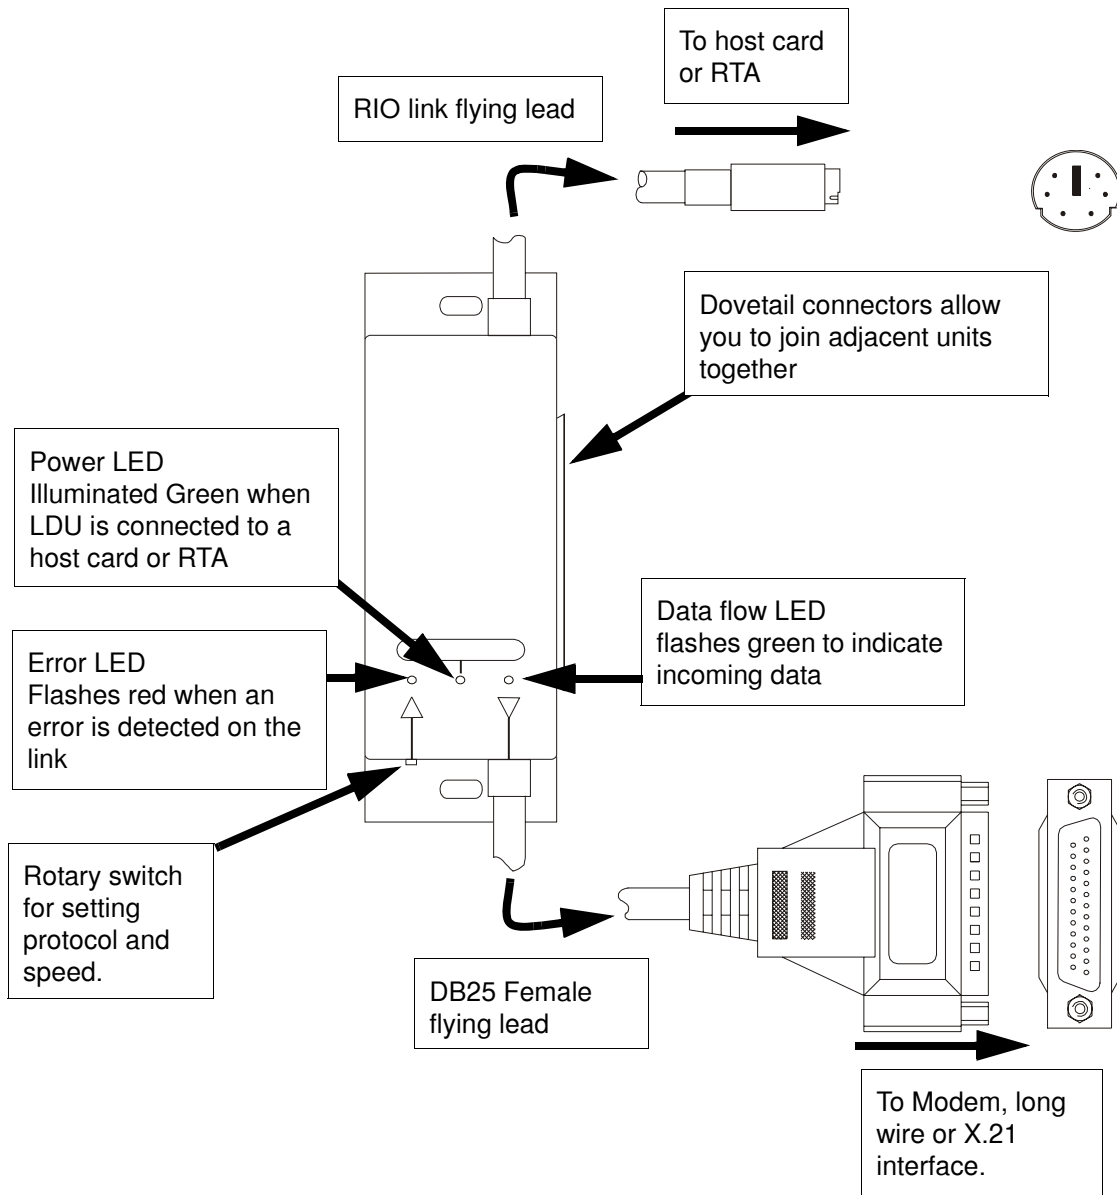 To host card
or RTA
RIO link flying lead
Dovetail connectors allow
you to join adjacent units
together
Power LED
Illuminated Green when
LDU is connected to a
host card or RTA
Data flow LED
flashes green to indicate
incoming data
Error LED
Flashes red when an
error is detected on the
link
Rotary switch
for setting
protocol and
speed.
DB25 Female
flying lead
To Modem, long
wire or X.21
interface.